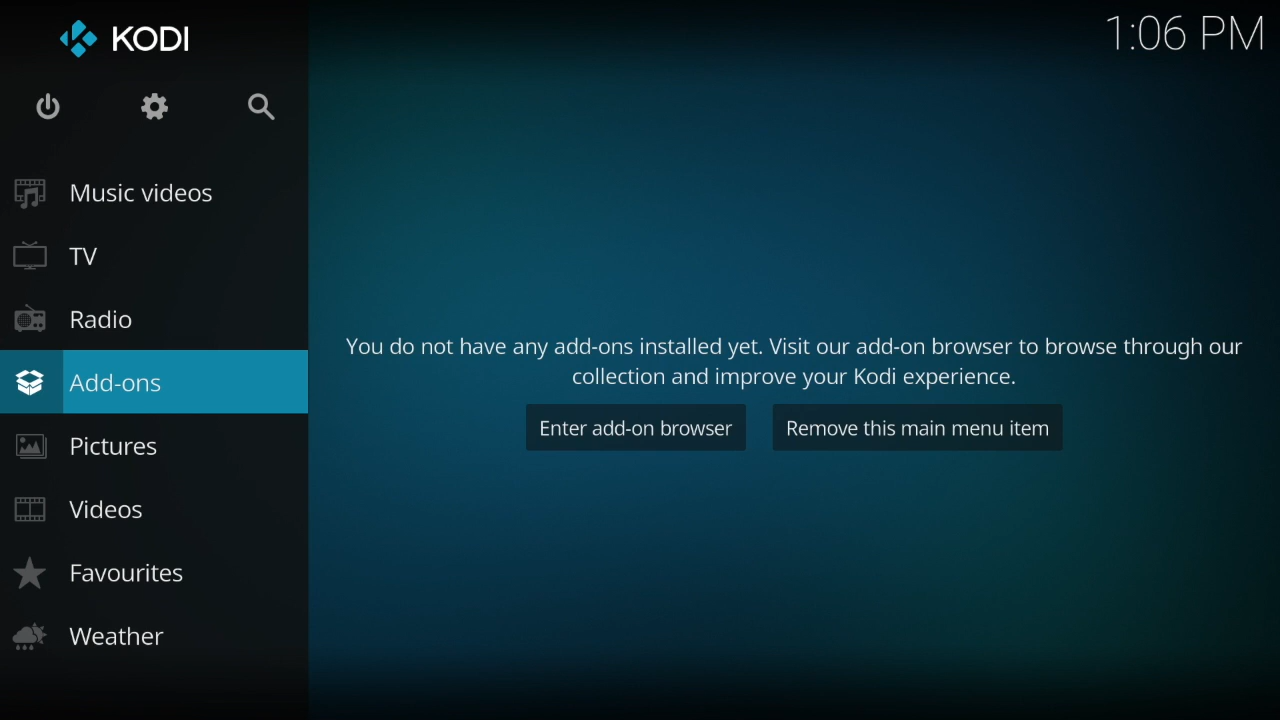 KODI
1:06 PM
Music videos
TV
Radio
Add-ons
Pictures
Videos
Favourites
Weather
You do not have any add-ons installed yet. Visit our add-on browser to browse through our
collection and improve your Kodi experience.
Enter add-on browser
Remove this main menu item